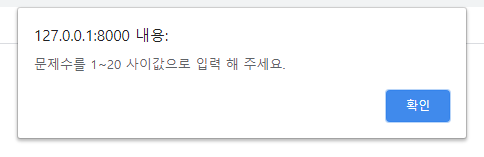 127.0.0.1:8000 내용:
문제수를 1~20 사이값으로 입력 해 주세요.
확인